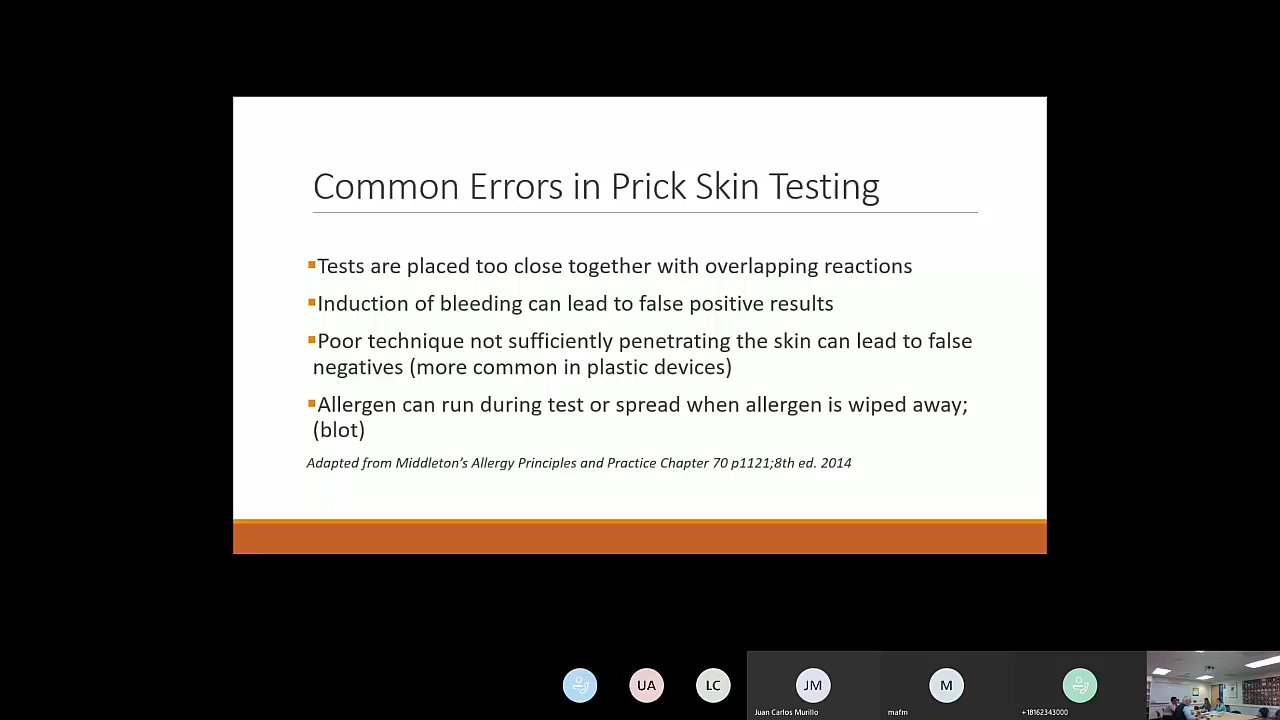 Common Errors in Prick Skin Testing
Tests are placed too close together with overlapping reactions
Induction of bleeding can lead to false positive results
Poor technique not sufficiently penetrating the skin can lead to false
negatives (more common in plastic devices)
Allergen can run during test or spread when allergen is wiped away;
(blot)
Adapted from Middleton's Allergy Principles and Practice Chapter 70 p1121;8th ed. 2014
UA
LC
JM
M
Juan Carlos Murillo
mafm
+18162343000